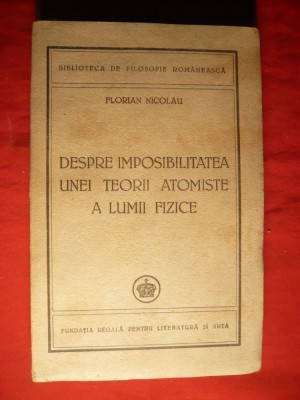 BIBLIOTECA DE FILOSOFIE ROMÂNEASCĂ
FLORIAN NICOLAU
DESPRE IMPOSIBILITATEA
UNEI TEORII ATOMISTE
A LUMII FIZICE
FUNDAȚIA REGALĂ PENTRU LITERATURĂ ȘI ARTĂ